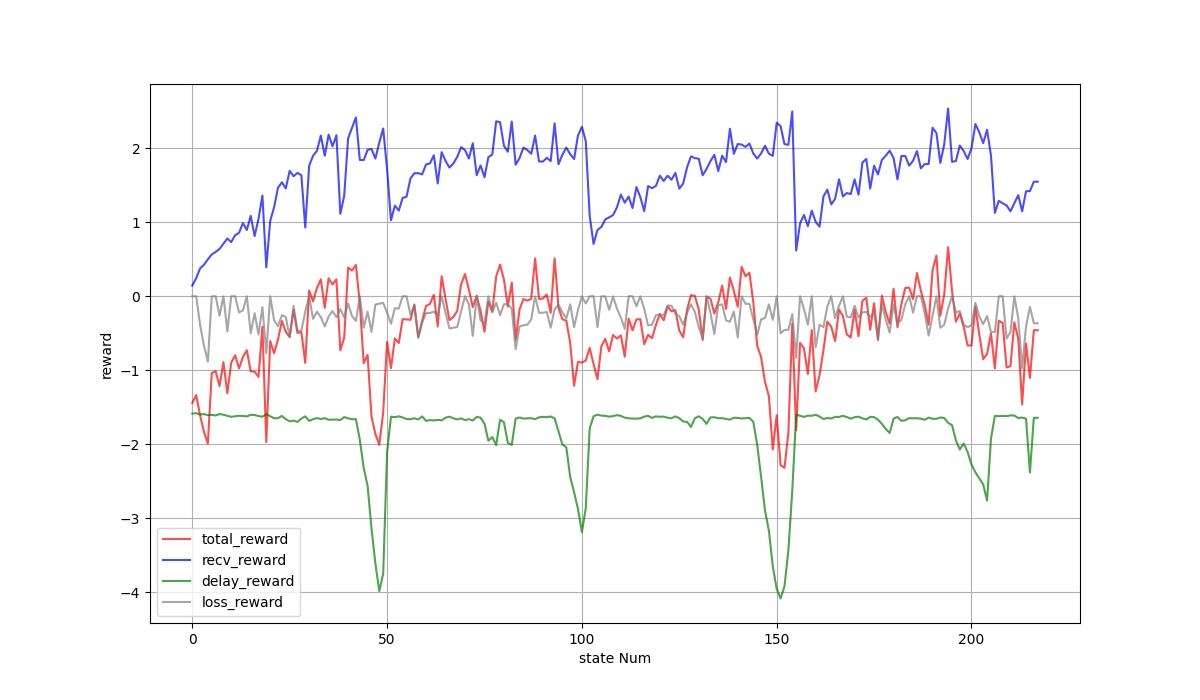 2
1
0
−1
−2
−3
−4
reward
total_reward
recv_reward
delay_reward
loss_reward
0 50 100 150 200
state Num